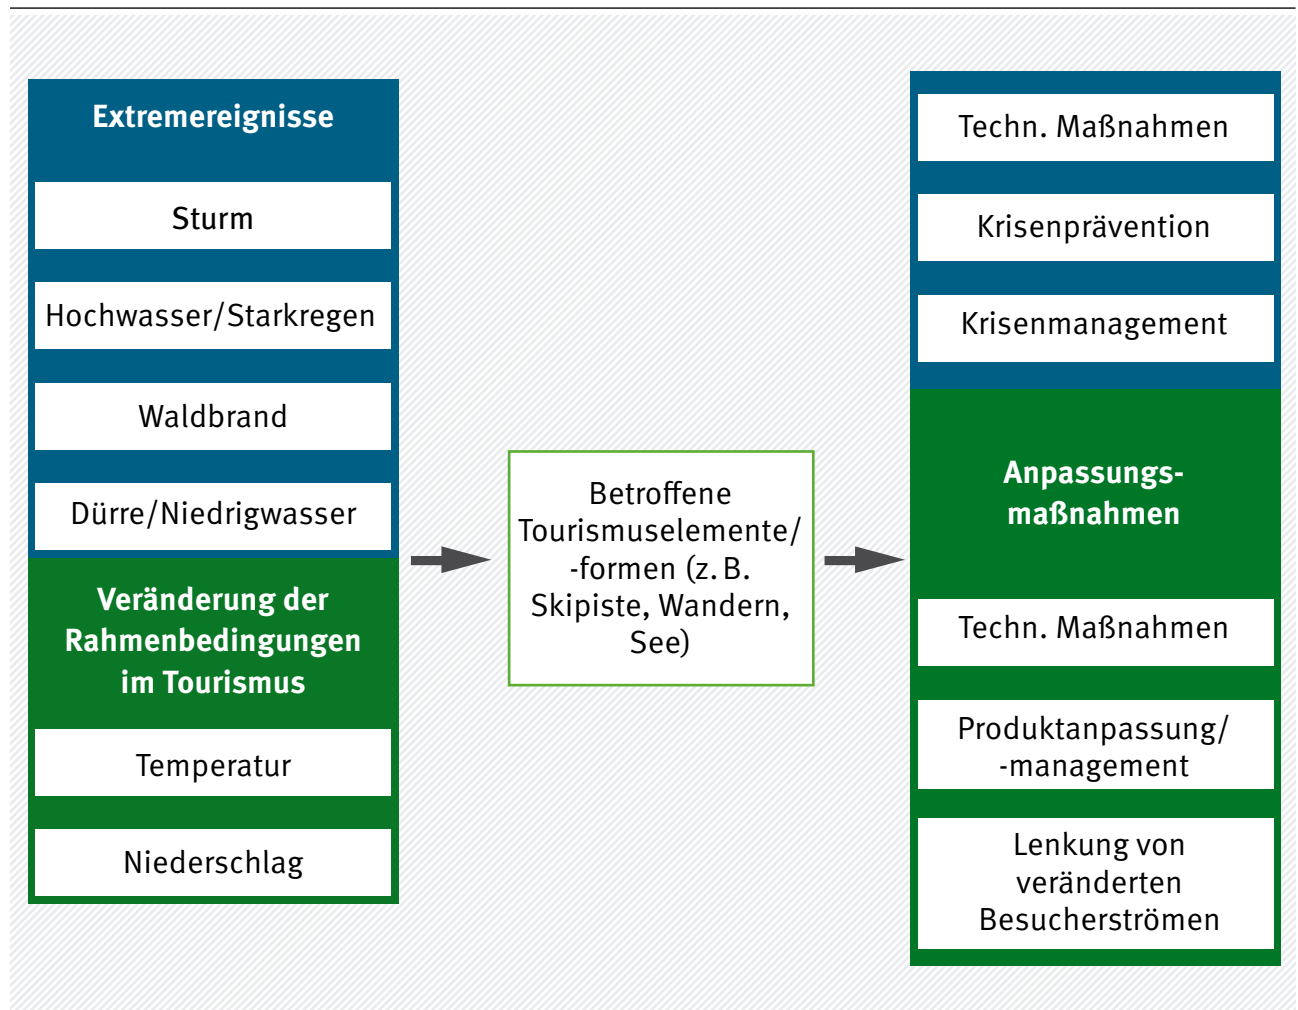 Extremereignisse
Sturm
Hochwasser/Starkregen
Waldbrand
Dürre/Niedrigwasser
Veränderung der
Rahmenbedingungen
im Tourismus
Temperatur
Niederschlag
Betroffene
Tourismuselemente/
-formen (z. B.
Skipiste, Wandern,
See)
Techn. Maßnahmen
Krisenprävention
Krisenmanagement
Anpassungs-
maßnahmen
Techn. Maßnahmen
Produktanpassung/
-management
Lenkung von
veränderten
Besucherströmen